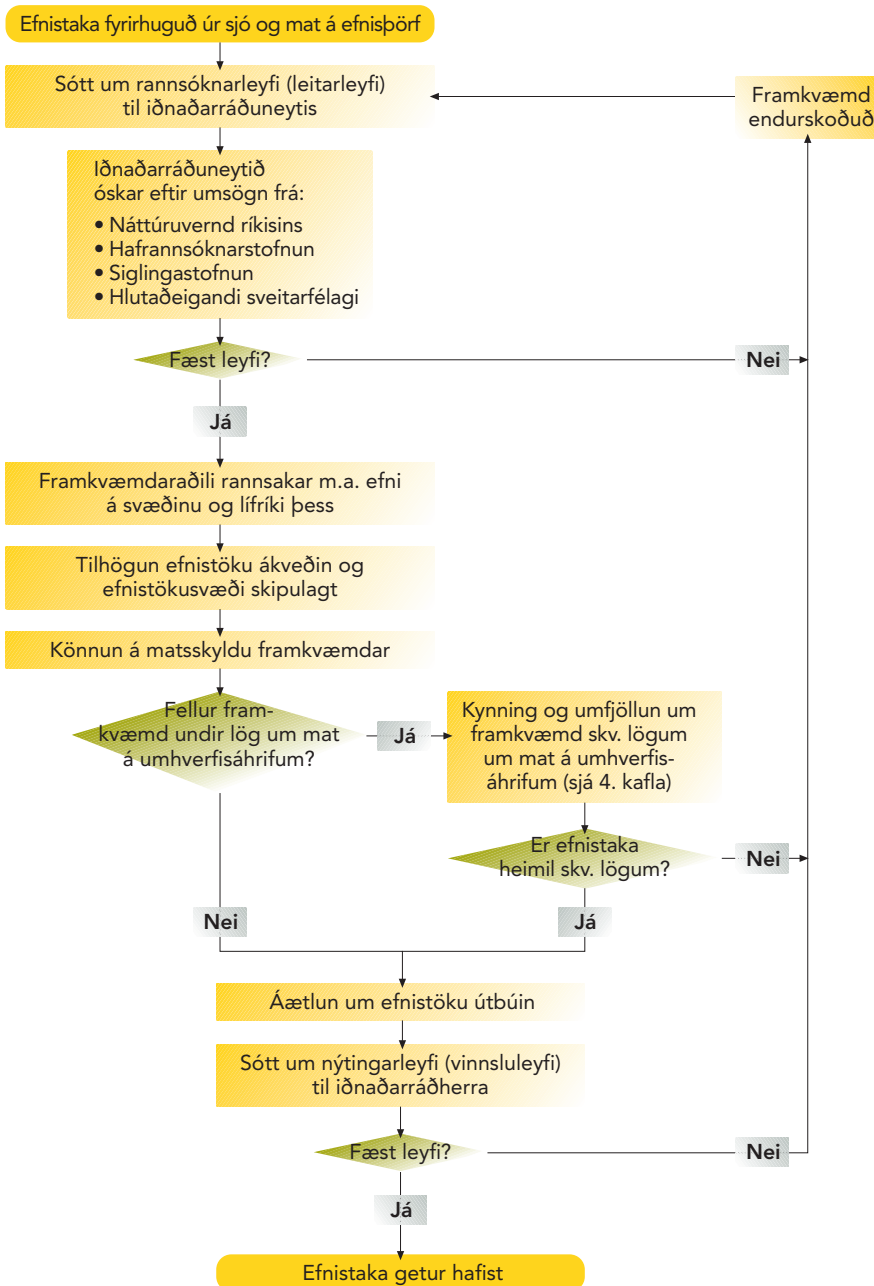 Efnistaka fyrirhuguð úr sjó og mat á efnisþörf
Sótt um rannsóknarleyfi (leitarleyfi)
til iðnaðarráðuneytis
Framkvæmd
endurskoðuð
Iðnaðarráðuneytið
óskar eftir umsögn frá:
• Náttúruvernd ríkisins
• Hafrannsóknarstofnun
• Siglingastofnun
• Hlutaðeigandi sveitarfélagi
Fæst leyfi?
Nei
Já
Framkvæmdaraðili rannsakar m.a. efni
á svæðinu og lífríki þess
Tilhögun efnistöku ákveðin og
efnistökusvæði skipulagt
Könnun á matsskyldu framkvæmdar
Fellur fram-
kvæmd undir lög um mat
á umhverfisáhrifum?
Já
Kynning og umfjöllun um
framkvæmd skv. lögum
um mat á umhverfis-
áhrifum (sjá 4. kafla)
Er efnistaka
heimil skv. lögum?
Nei
Nei
Já
Áætlun um efnistöku útbúin
Sótt um nýtingarleyfi (vinnsluleyfi)
til iðnaðarráðherra
Fæst leyfi?
Nei
Já
Efnistaka getur hafist